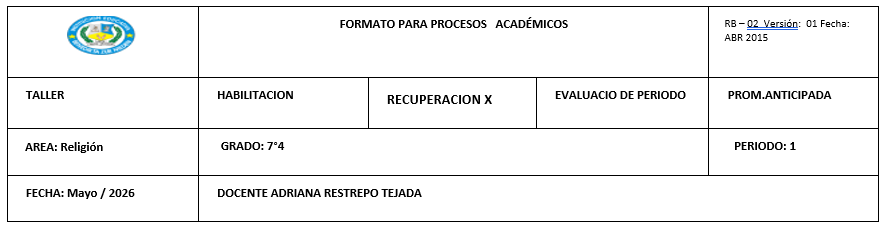 FORMATO PARA PROCESOS ACADÉMICOS
RB – 02 Versión: 01 Fecha:
ABR 2015
TALLER
HABILITACION
RECUPERACION X
EVALUACIO DE PERIODO
PROM.ANTICIPADA
AREA: Religión
GRADO: 7°4
PERIODO: 1
FECHA: Mayo / 2026
DOCENTE ADRIANA RESTREPO TEJADA